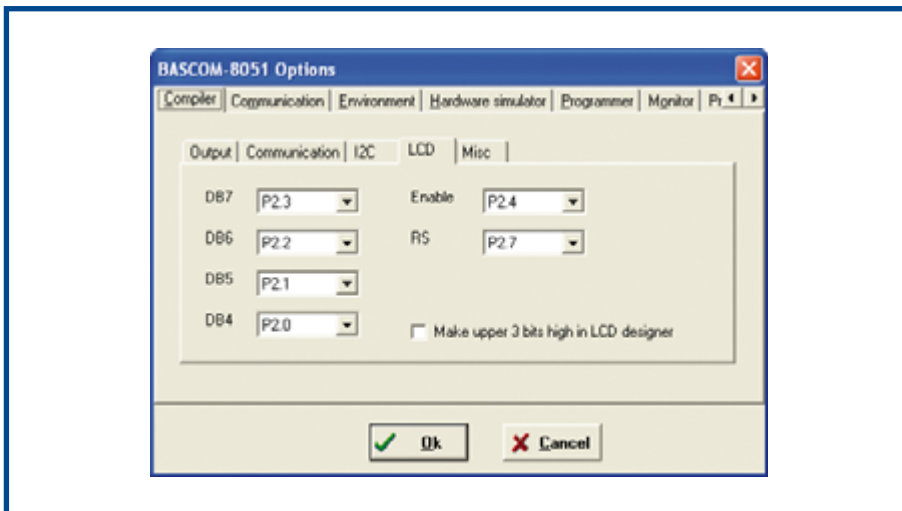 BASCOM-8051 Options
Compiler Communication Environment Hardware simulator Programmer Monitor Pr
Output Communication I2C LCD Misc
DB7 P2.3 Enable P2.4
DB6 P2.2 RS P2.7
DB5 P2.1
DB4 P2.0 Make upper 3 bits high in LCD designer
Ok Cancel